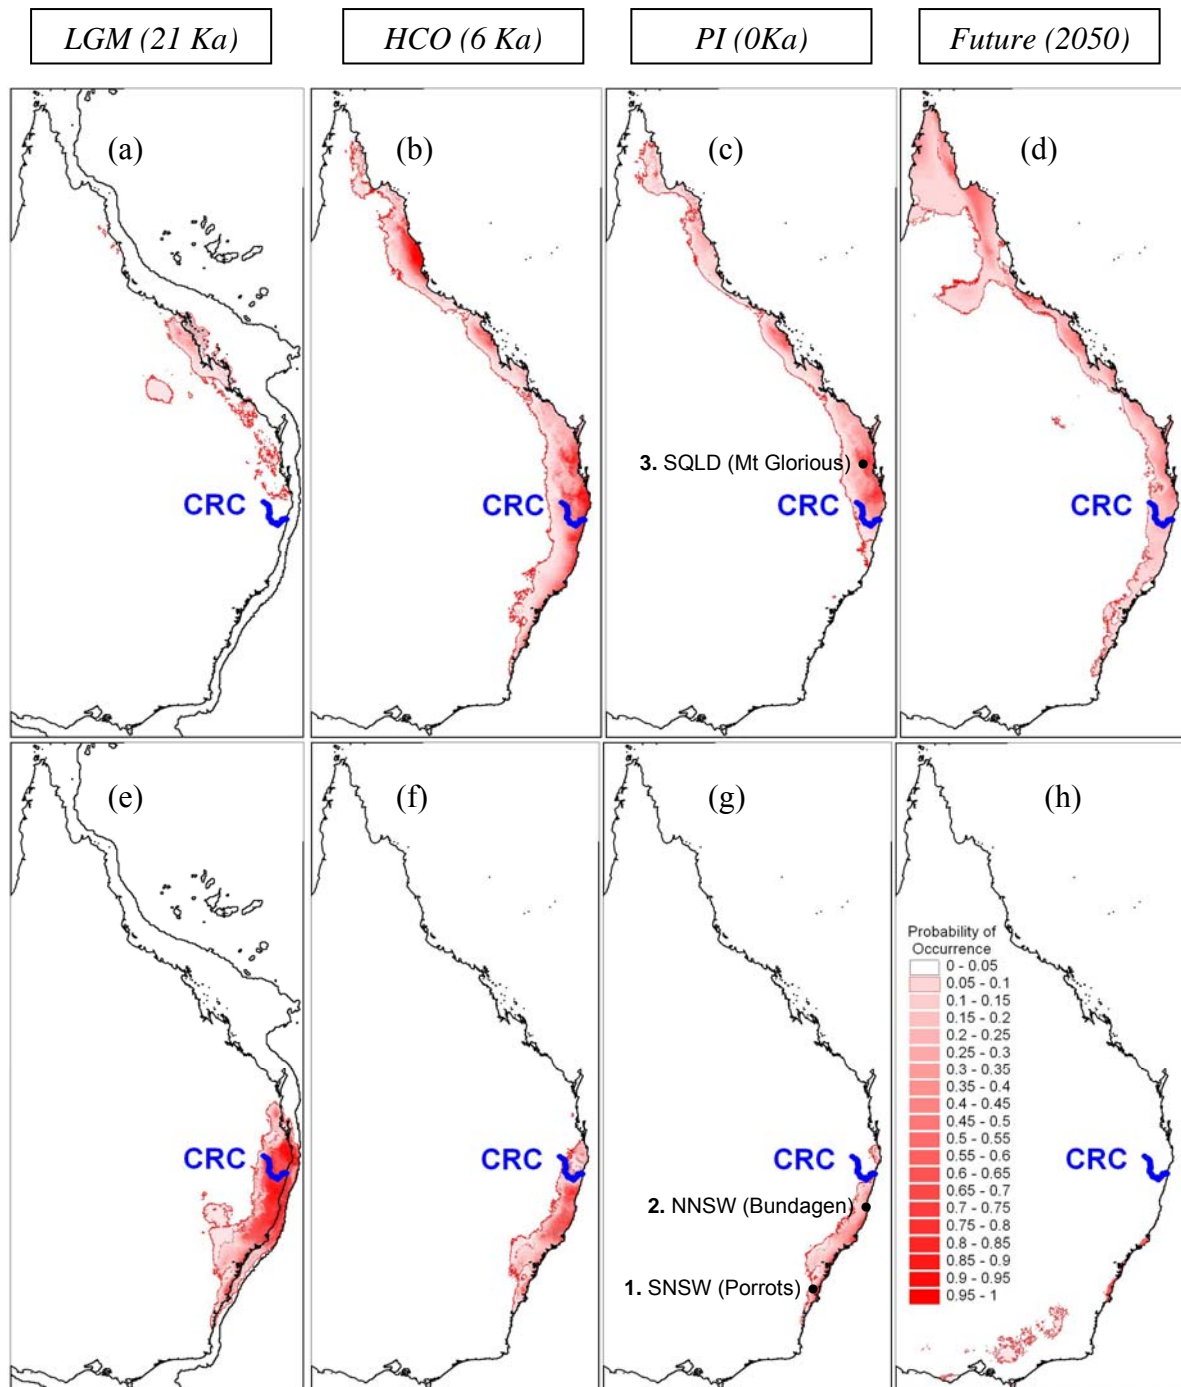 LGM (21 Ka)
HCO (6 Ka)
PI (0Ka)
Future (2050)
(a)
(b)
(c)
(d)
3. SQLD (Mt Glorious)
CRC
CRC
CRC
CRC
(e)
(f)
(g)
(h)
Probability of
Occurrence
0 - 0.05
0.05 - 0.1
0.1 - 0.15
0.15 - 0.2
0.2 - 0.25
0.25 - 0.3
0.3 - 0.35
0.35 - 0.4
0.4 - 0.45
0.45 - 0.5
0.5 - 0.55
0.55 - 0.6
0.6 - 0.65
0.65 - 0.7
0.7 - 0.75
0.75 - 0.8
0.8 - 0.85
0.85 - 0.9
0.9 - 0.95
0.95 - 1
CRC
CRC
CRC
CRC
2. NNSW (Bundagen)
1. SNSW (Porrots)